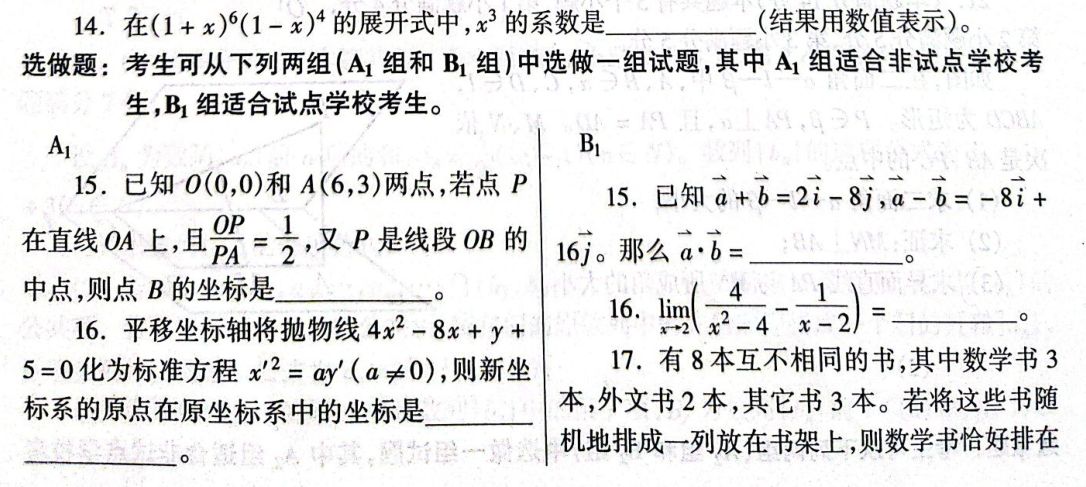 14. 在(1 + x)⁶(1 − x)⁴ 的展开式中,x³ 的系数是________(结果用数值表示)。
选做题：考生可从下列两组(A₁ 组和 B₁ 组)中选做一组试题,其中 A₁ 组适合非试点学校考
生,B₁ 组适合试点学校考生。
A₁
15. 已知 O(0,0)和 A(6,3)两点,若点 P
在直线 OA 上,且 OP/PA = 1/2,又 P 是线段 OB 的
中点,则点 B 的坐标是________。
16. 平移坐标轴将抛物线 4x² − 8x + y +
5 = 0 化为标准方程 x′² = ay′(a ≠ 0),则新坐
标系的原点在原坐标系中的坐标是________
________。
B₁
15. 已知 a⃗ + b⃗ = 2i⃗ − 8j⃗,a⃗ − b⃗ = − 8i⃗ +
16j⃗。那么 a⃗·b⃗ = ________。
16. lim(x→2) (4/(x² − 4) − 1/(x − 2)) = ________。
17. 有 8 本互不相同的书,其中数学书 3
本,外文书 2 本,其它书 3 本。若将这些书随
机地排成一列放在书架上,则数学书恰好排在